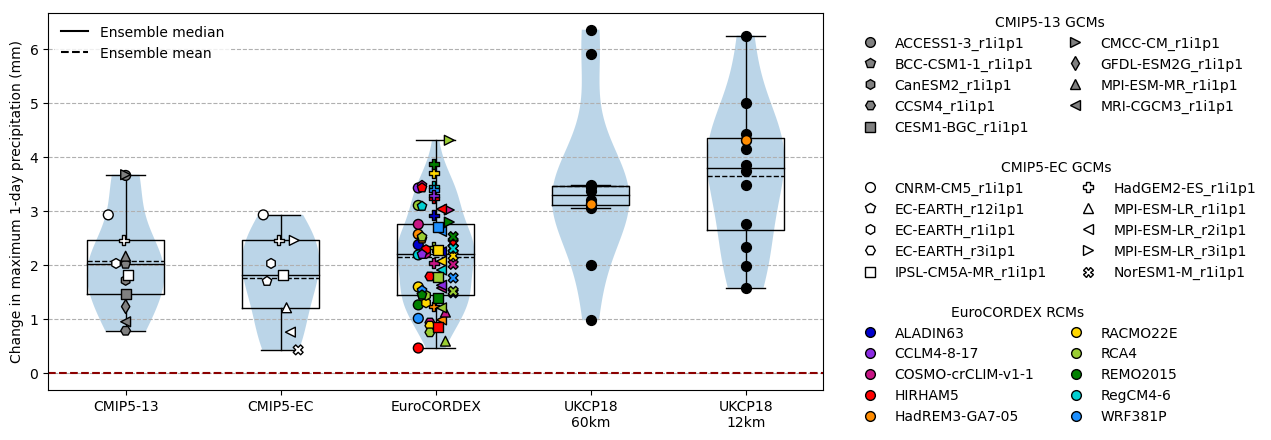 Change in maximum 1-day precipitation (mm)
6
5
4
3
2
1
0
Ensemble median
Ensemble mean
CMIP5-13
CMIP5-EC
EuroCORDEX
UKCP18
60km
UKCP18
12km
CMIP5-13 GCMs
ACCESS1-3_r1i1p1
BCC-CSM1-1_r1i1p1
CanESM2_r1i1p1
CCSM4_r1i1p1
CESM1-BGC_r1i1p1
CMCC-CM_r1i1p1
GFDL-ESM2G_r1i1p1
MPI-ESM-MR_r1i1p1
MRI-CGCM3_r1i1p1
CMIP5-EC GCMs
CNRM-CM5_r1i1p1
EC-EARTH_r12i1p1
EC-EARTH_r1i1p1
EC-EARTH_r3i1p1
IPSL-CM5A-MR_r1i1p1
HadGEM2-ES_r1i1p1
MPI-ESM-LR_r1i1p1
MPI-ESM-LR_r2i1p1
MPI-ESM-LR_r3i1p1
NorESM1-M_r1i1p1
EuroCORDEX RCMs
ALADIN63
CCLM4-8-17
COSMO-crCLIM-v1-1
HIRHAM5
HadREM3-GA7-05
RACMO22E
RCA4
REMO2015
RegCM4-6
WRF381P